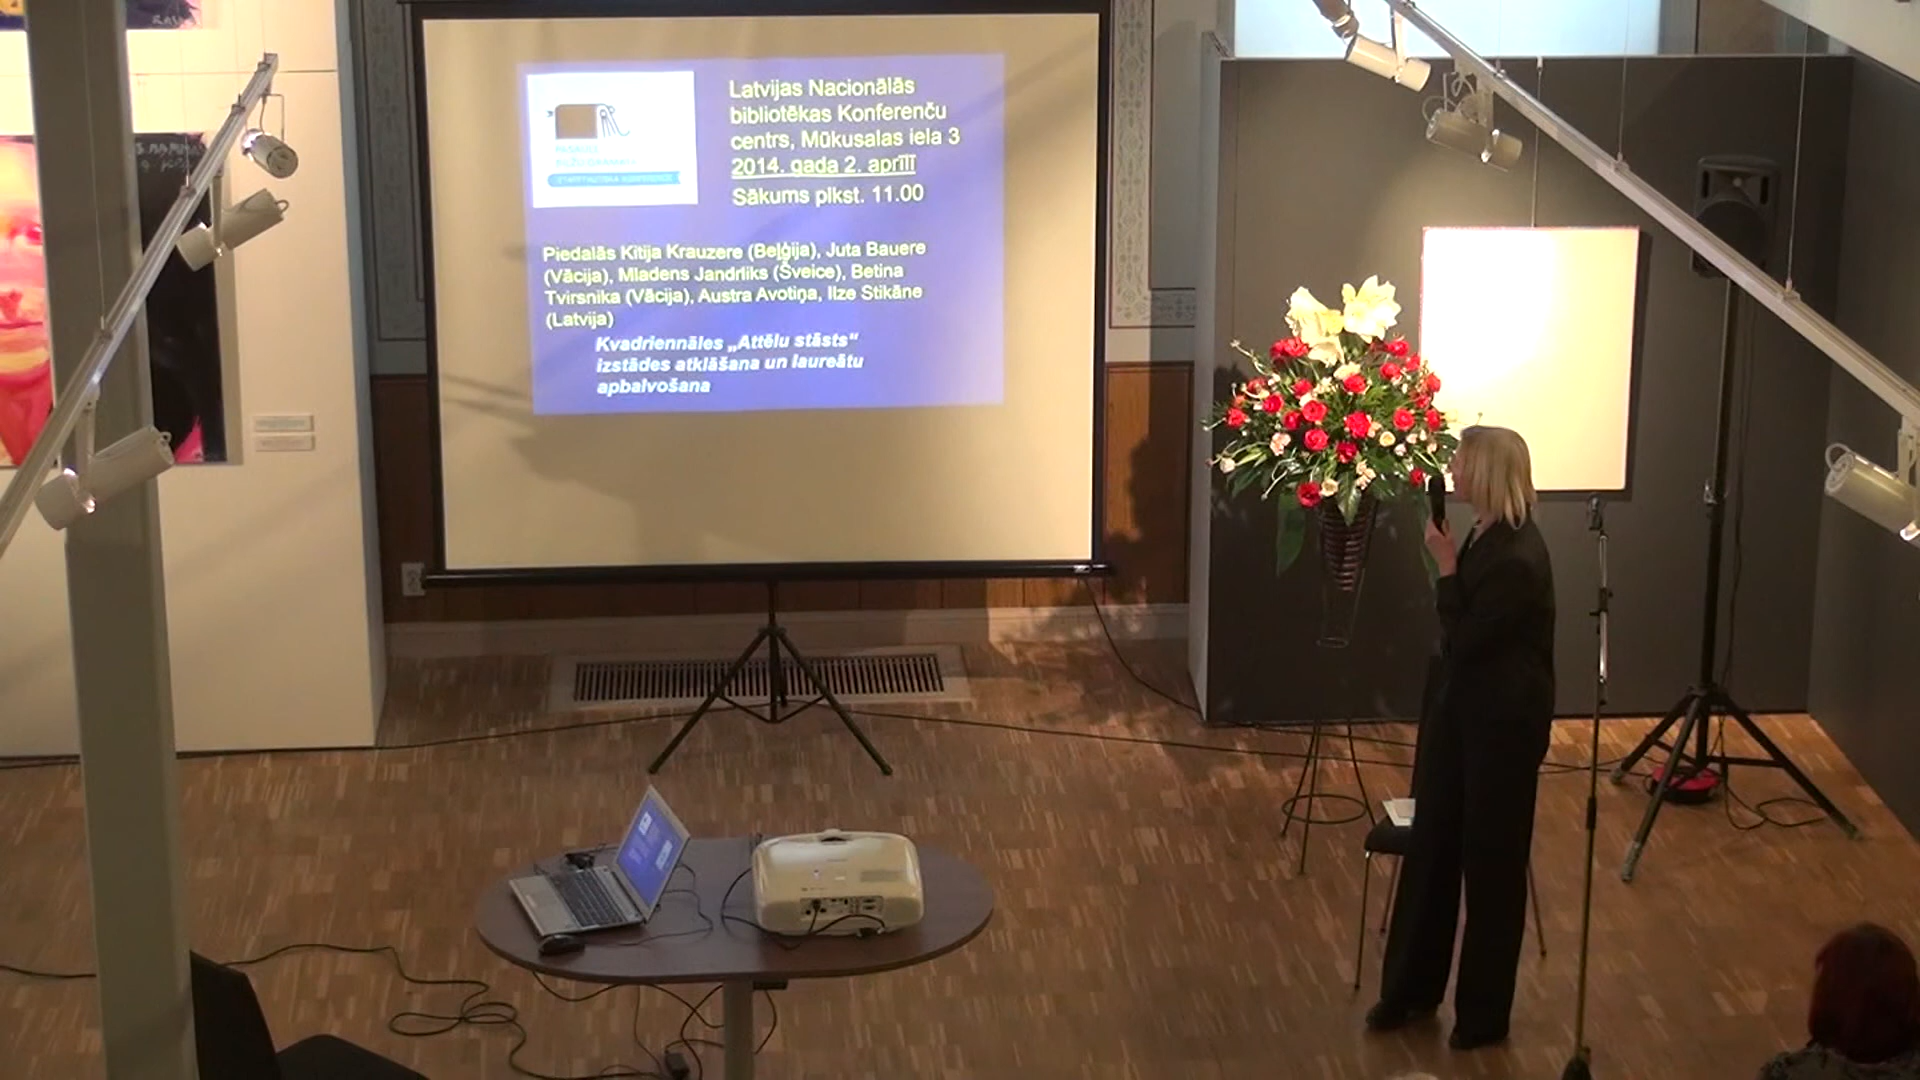 Latvijas Nacionālās
bibliotēkas Konferenču
centrs, Mūkusalas iela 3
2014. gada 2. aprīlī
Sākums plkst. 11.00
Piedalās Kitija Krauzere (Beļģija), Juta Bauere
(Vācija), Mladens Jandrliks (Šveice), Betina
Tvirsnika (Vācija), Austra Avotiņa, Ilze Stikāne
(Latvija)
Kvadriennāles „Attēlu stāsts“
izstādes atklāšana un laureātu
apbalvošana